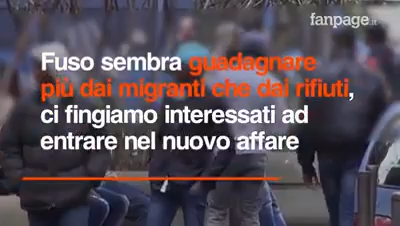 fanpage.it
Fuso sembra guadagnare
più dai migranti che dai rifiuti,
ci fingiamo interessati ad
entrare nel nuovo affare